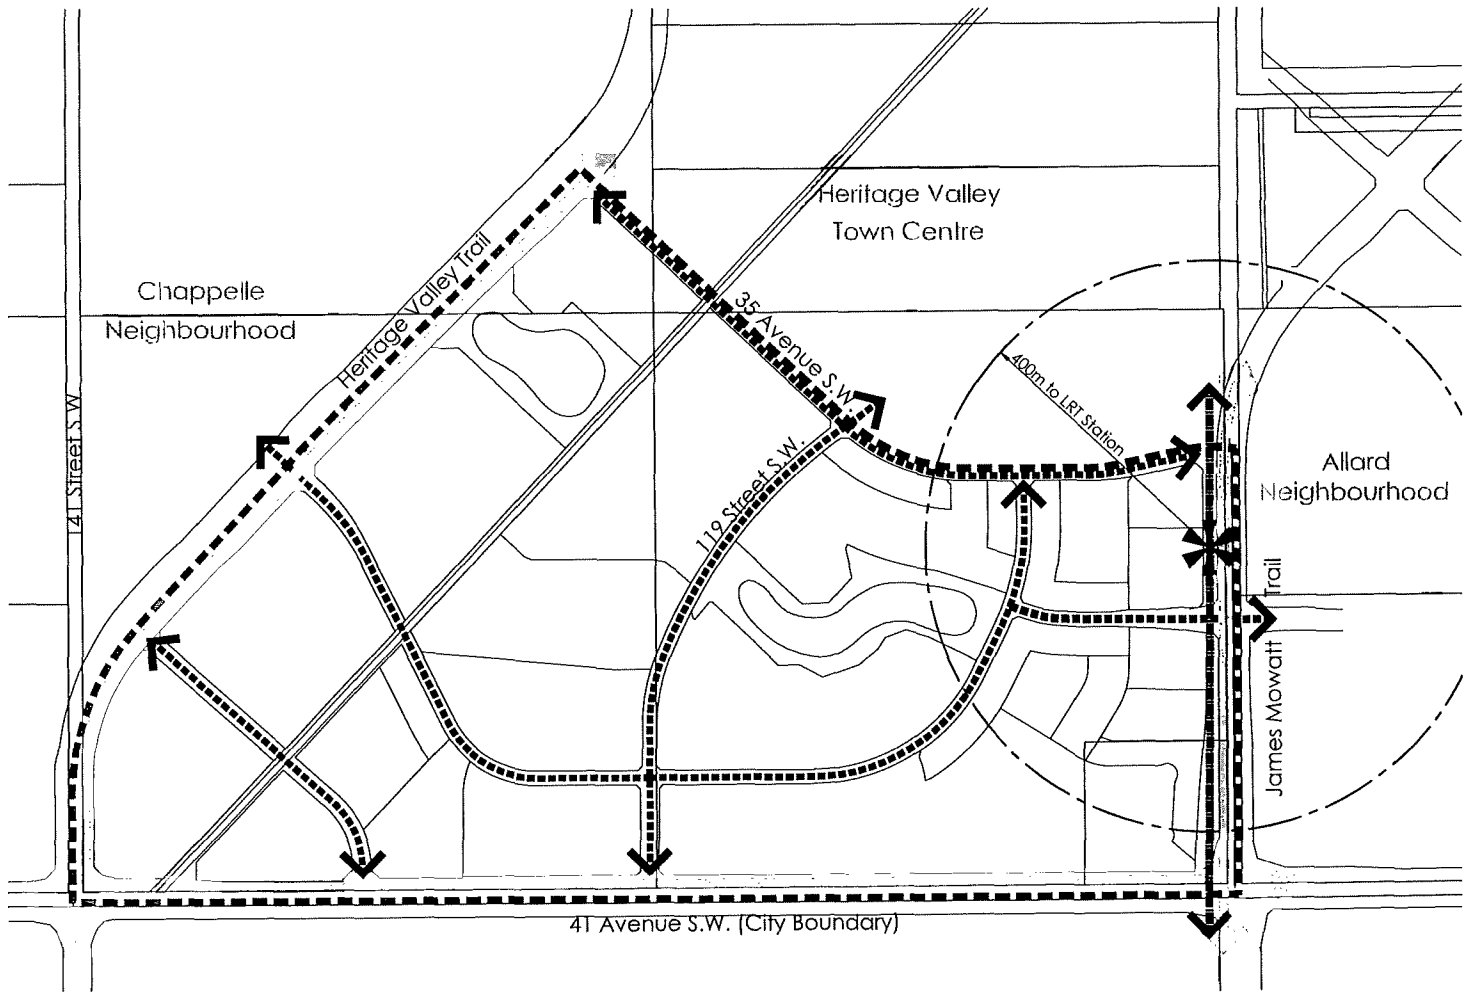 Heritage Valley
Town Centre
Chappelle
Neighbourhood
Heritage Valley Trail
35 Avenue S.W.
400m to LRT Station
141 Street S.W.
119 Street S.W.
Allard
Neighbourhood
James Mowatt Trail
41 Avenue S.W. (City Boundary)